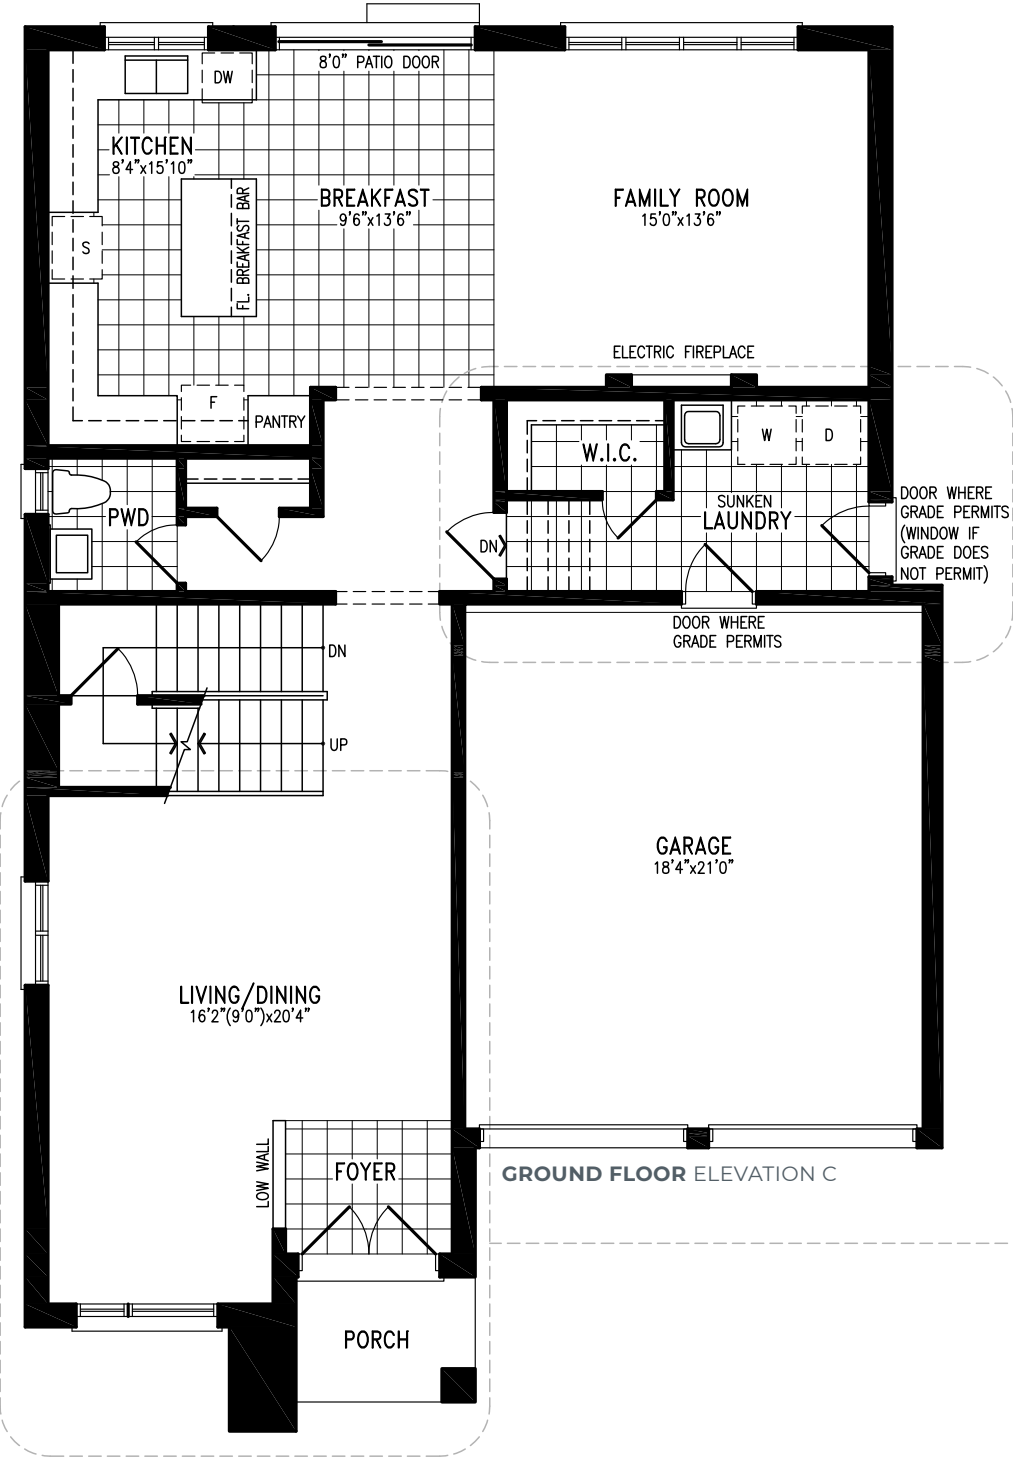 8'0" PATIO DOOR
DW
KITCHEN
8'4"x15'10"
BREAKFAST
9'6"x13'6"
FAMILY ROOM
15'0"x13'6"
S
FL. BREAKFAST BAR
ELECTRIC FIREPLACE
F
PANTRY
W.I.C.
W
D
PWD
SUNKEN
LAUNDRY
DN
DOOR WHERE
GRADE PERMITS
(WINDOW IF
GRADE DOES
NOT PERMIT)
DOOR WHERE
GRADE PERMITS
DN
UP
GARAGE
18'4"x21'0"
LIVING/DINING
16'2"(9'0")x20'4"
LOW WALL
FOYER
GROUND FLOOR ELEVATION C
PORCH